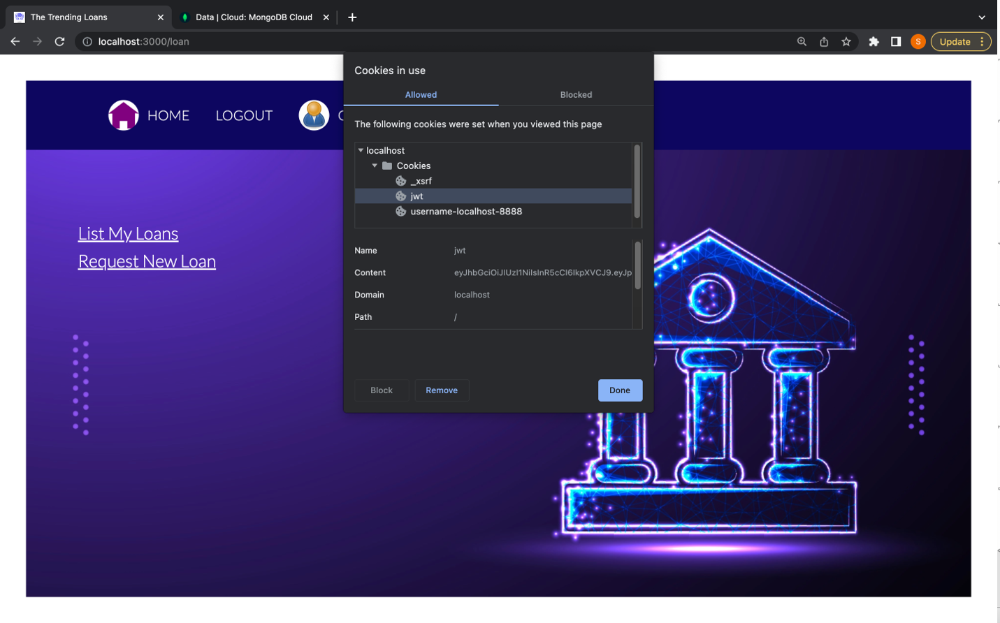 The Trending Loans
Data | Cloud: MongoDB Cloud
localhost:3000/loan
S
Update
Cookies in use
Allowed
Blocked
HOME
LOGOUT
The following cookies were set when you viewed this page
localhost
Cookies
_xsrf
jwt
username-localhost-8888
List My Loans
Request New Loan
Name
jwt
Content
eyJhbGciOiJIUzI1NiIsInR5cCI6IkpXVCJ9.eyJp
Domain
localhost
Path
/
Block
Remove
Done